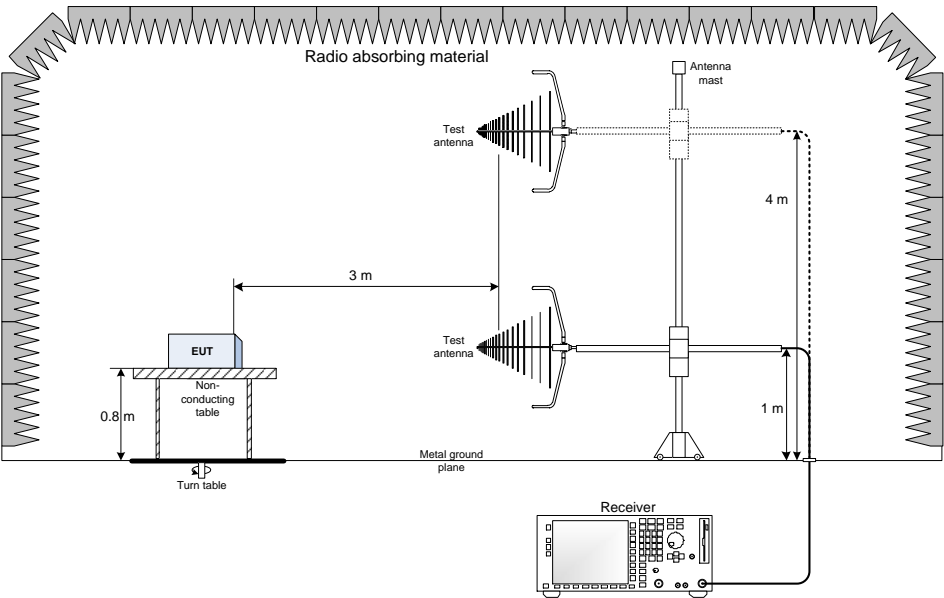 Radio absorbing material
Antenna
mast
Test
antenna
4 m
3 m
Test
antenna
EUT
Non-
conducting
table
0.8 m
1 m
Metal ground
plane
Turn table
Receiver